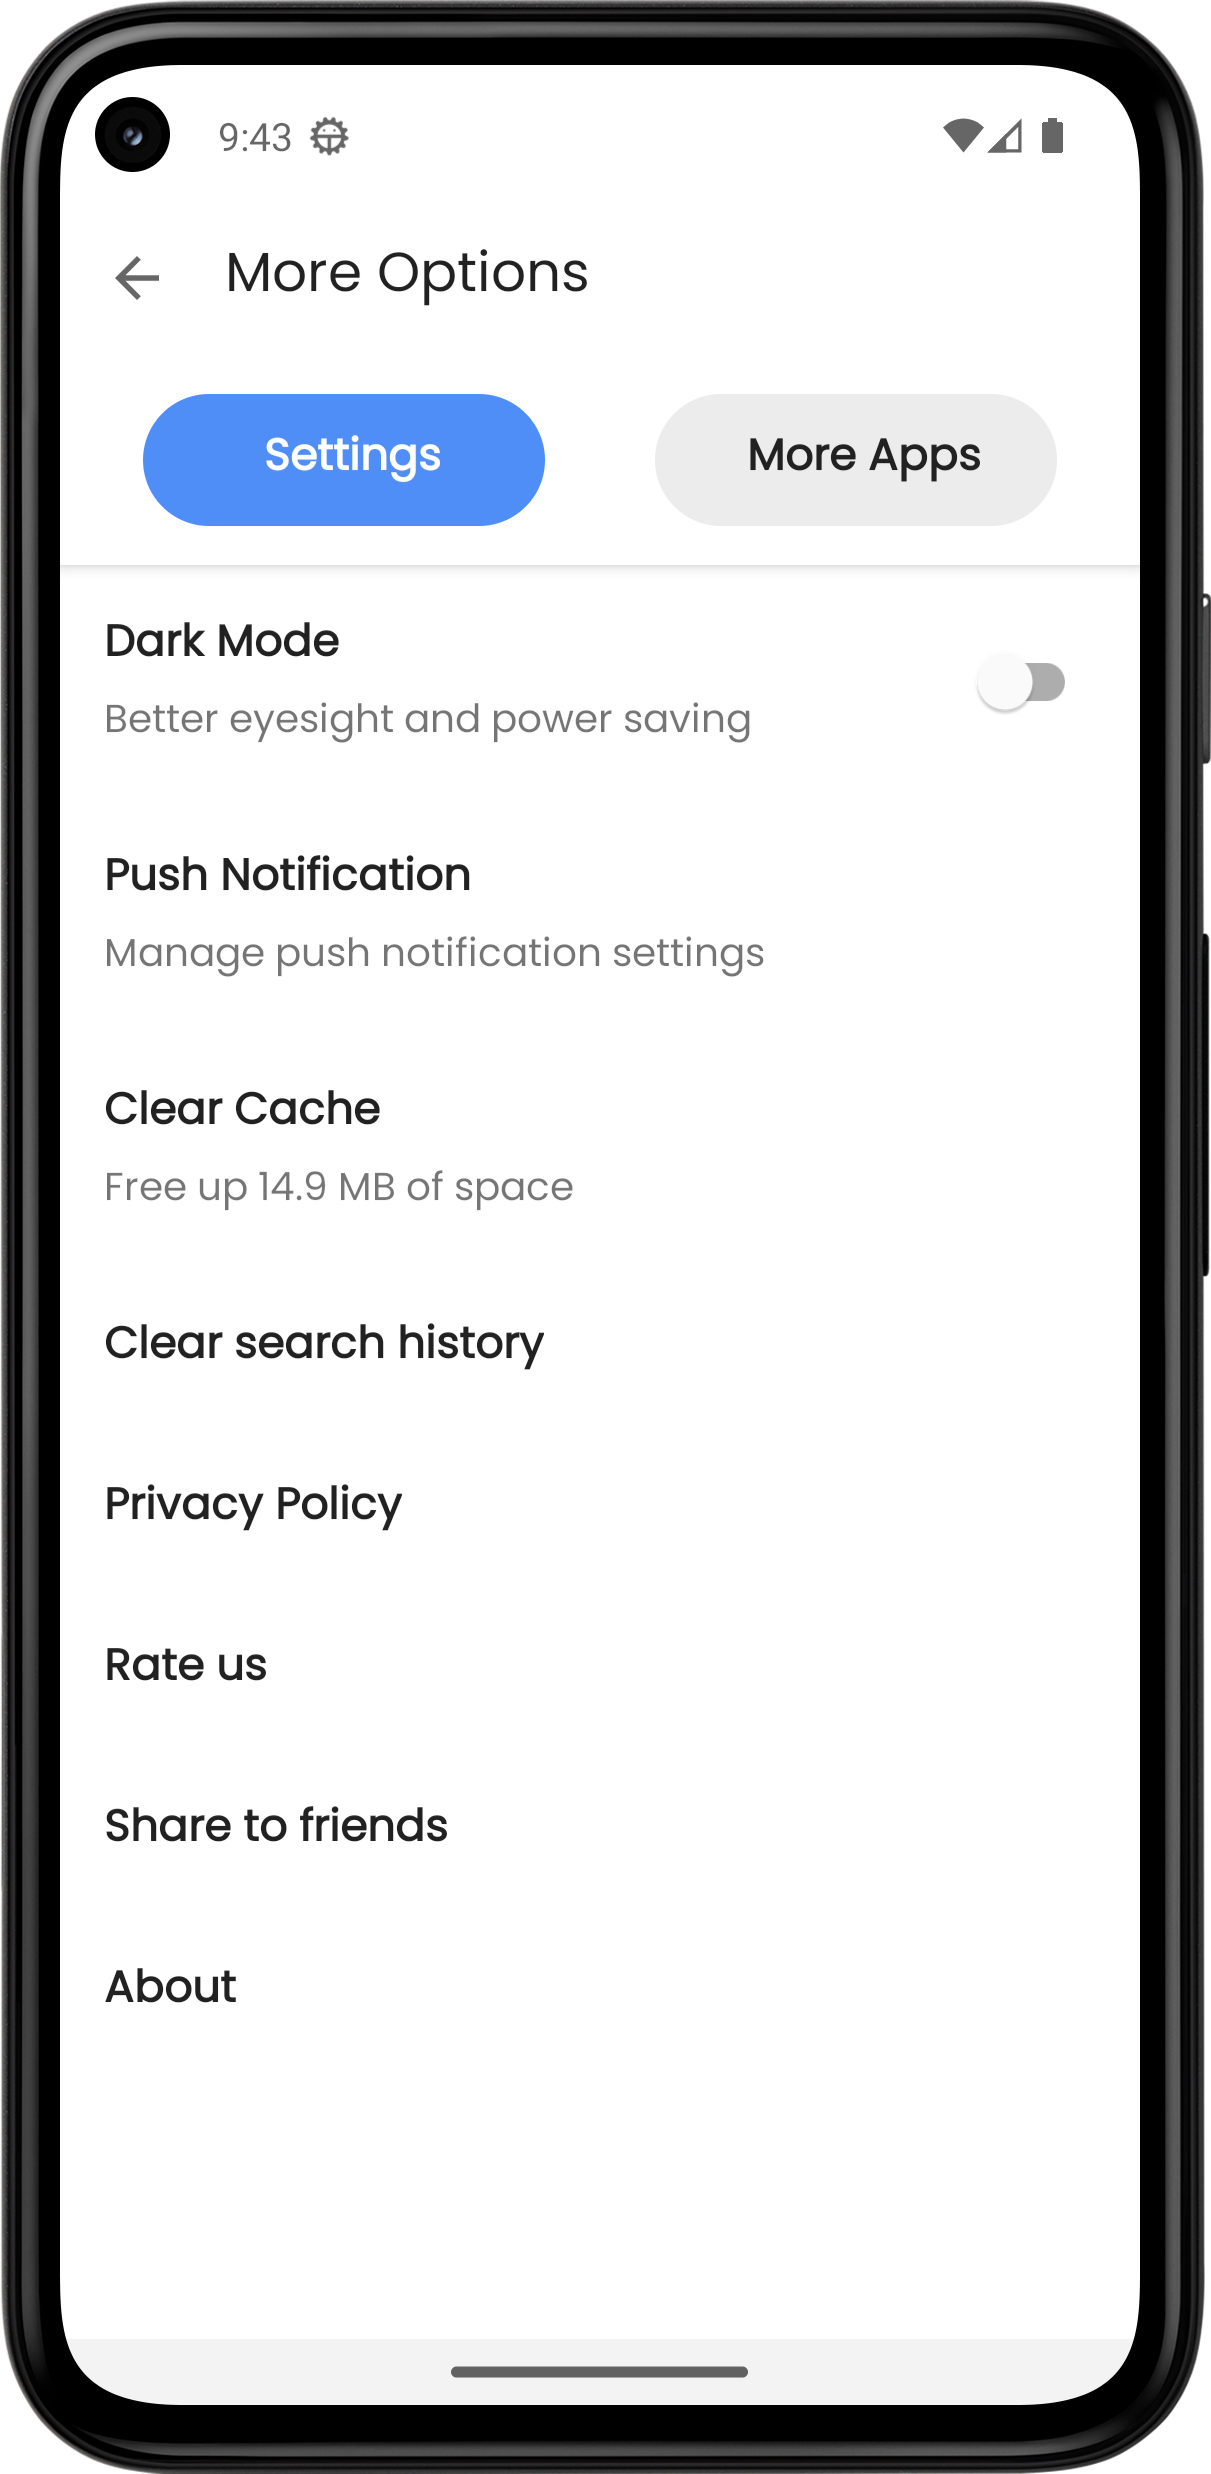 9:43
More Options
Settings
More Apps
Dark Mode
Better eyesight and power saving
Push Notification
Manage push notification settings
Clear Cache
Free up 14.9 MB of space
Clear search history
Privacy Policy
Rate us
Share to friends
About